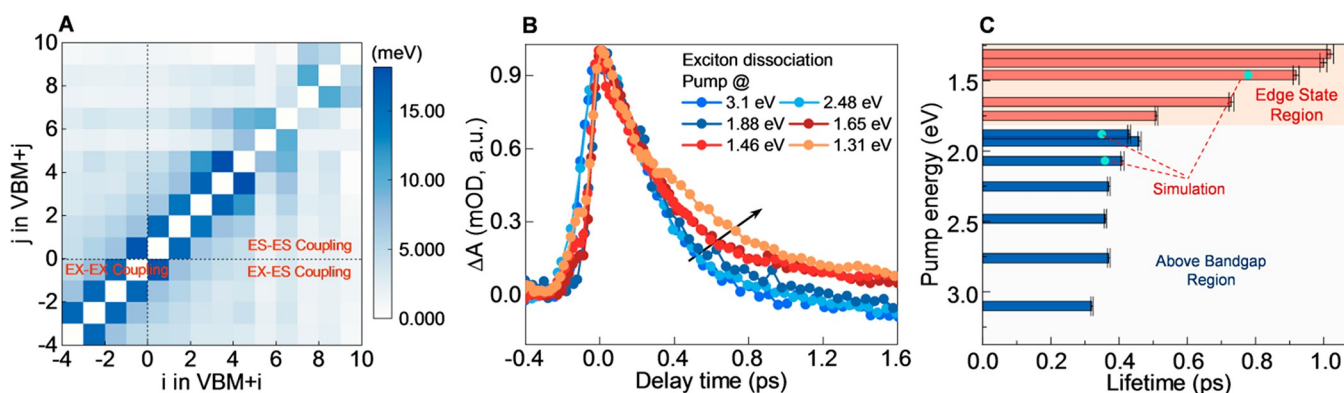 A
10
8
6
4
2
0
-2
-4
j in VBM+j
-4 -2 0 2 4 6 8 10
i in VBM+i
ES-ES Coupling
EX-EX Coupling
EX-ES Coupling
(meV)
15.00
10.00
5.000
0.000
B
0.9
0.6
0.3
0.0
ΔA (mOD, a.u.)
-0.4 0.0 0.4 0.8 1.2 1.6
Delay time (ps)
Exciton dissociation
Pump @
3.1 eV 2.48 eV
1.88 eV 1.65 eV
1.46 eV 1.31 eV
C
1.5
2.0
2.5
3.0
Pump energy (eV)
0.0 0.2 0.4 0.6 0.8 1.0
Lifetime (ps)
Edge State
Region
Simulation
Above Bandgap
Region